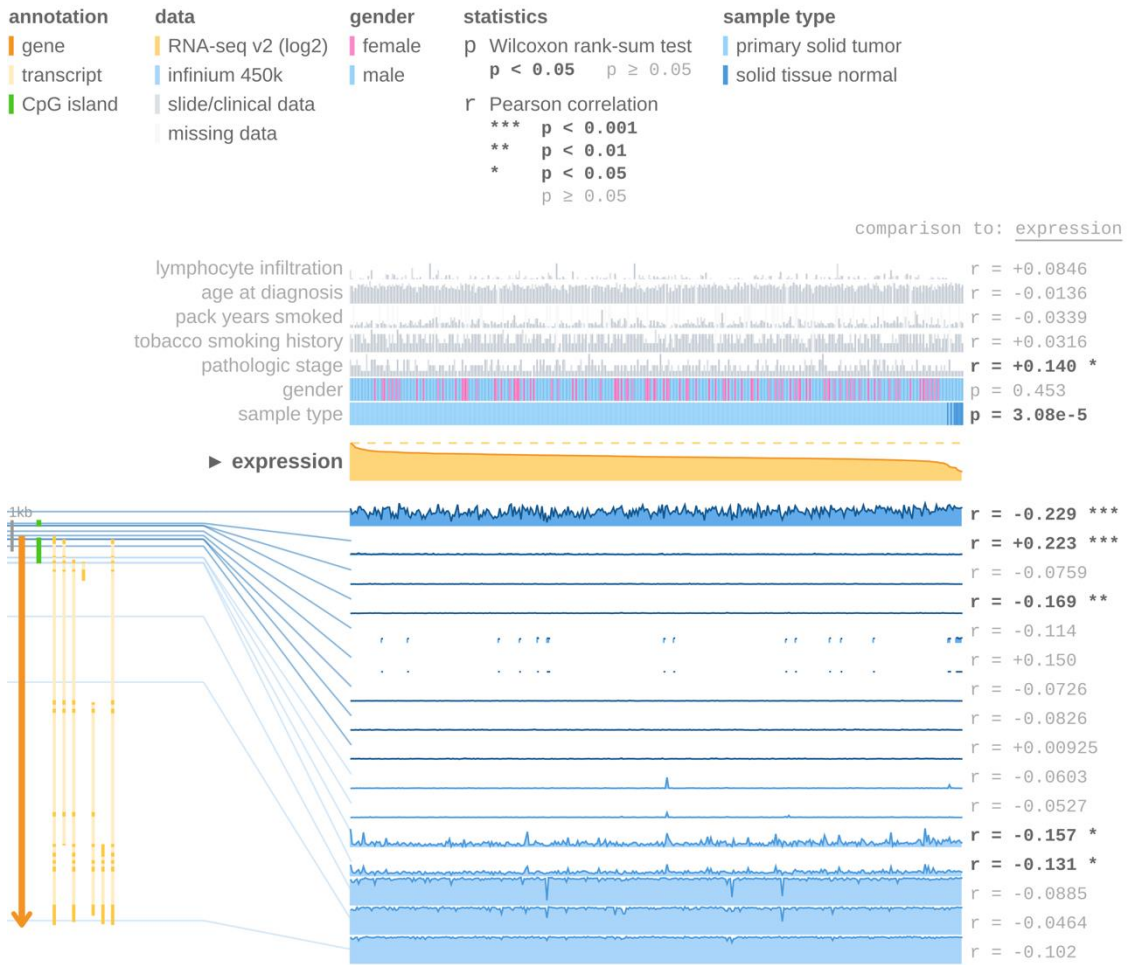 annotation
gene
transcript
CpG island
data
RNA-seq v2 (log2)
infinium 450k
slide/clinical data
missing data
gender
female
male
statistics
p Wilcoxon rank-sum test
p < 0.05 p ≥ 0.05
r Pearson correlation
*** p < 0.001
** p < 0.01
* p < 0.05
p ≥ 0.05
sample type
primary solid tumor
solid tissue normal
comparison to: expression
lymphocyte infiltration r = +0.0846
age at diagnosis r = -0.0136
pack years smoked r = -0.0339
tobacco smoking history r = +0.0316
pathologic stage r = +0.140 *
gender p = 0.453
sample type p = 3.08e-5
► expression
1kb
r = -0.229 ***
r = +0.223 ***
r = -0.0759
r = -0.169 **
r = -0.114
r = +0.150
r = -0.0726
r = -0.0826
r = +0.00925
r = -0.0603
r = -0.0527
r = -0.157 *
r = -0.131 *
r = -0.0885
r = -0.0464
r = -0.102